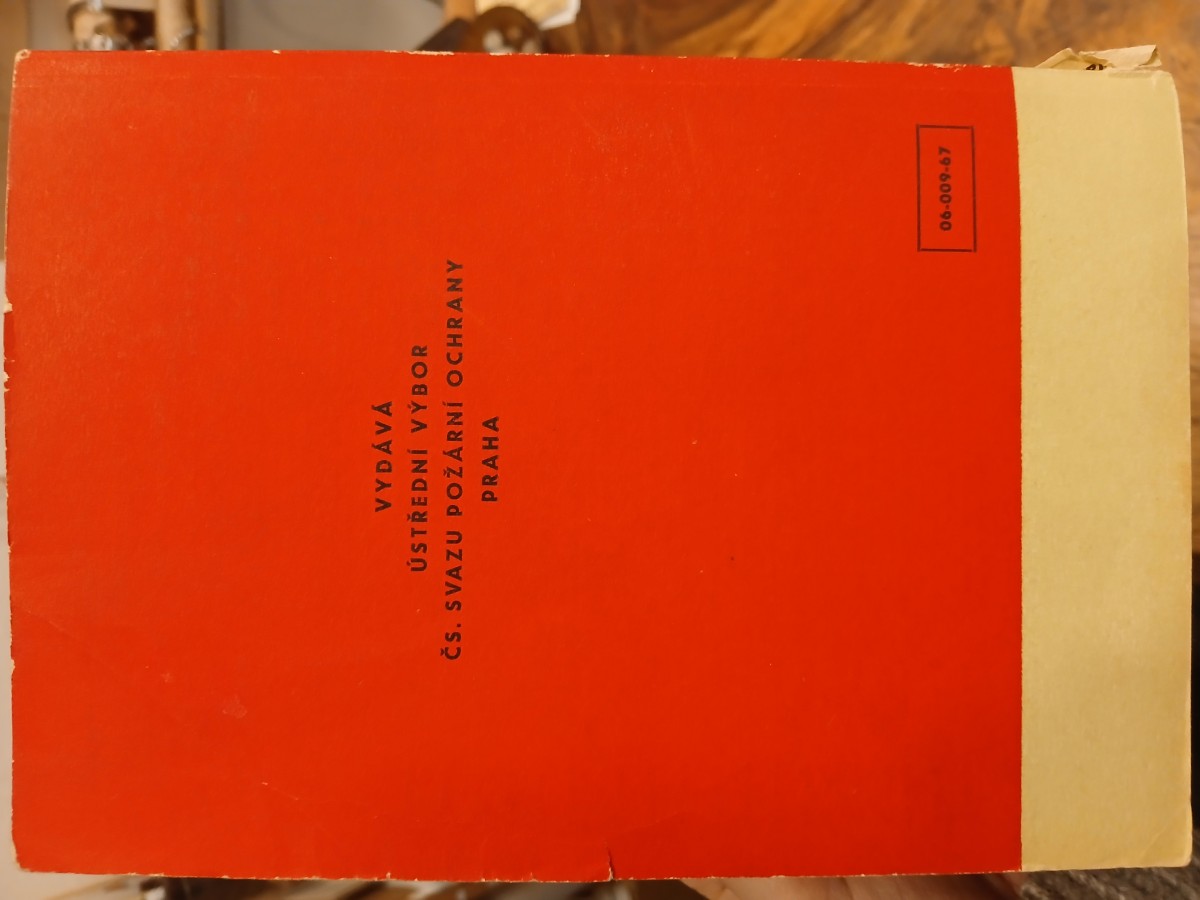 VYDÁVÁ
ÚSTŘEDNÍ VÝBOR
ČS. SVAZU POŽÁRNÍ OCHRANY
PRAHA
06-009-67